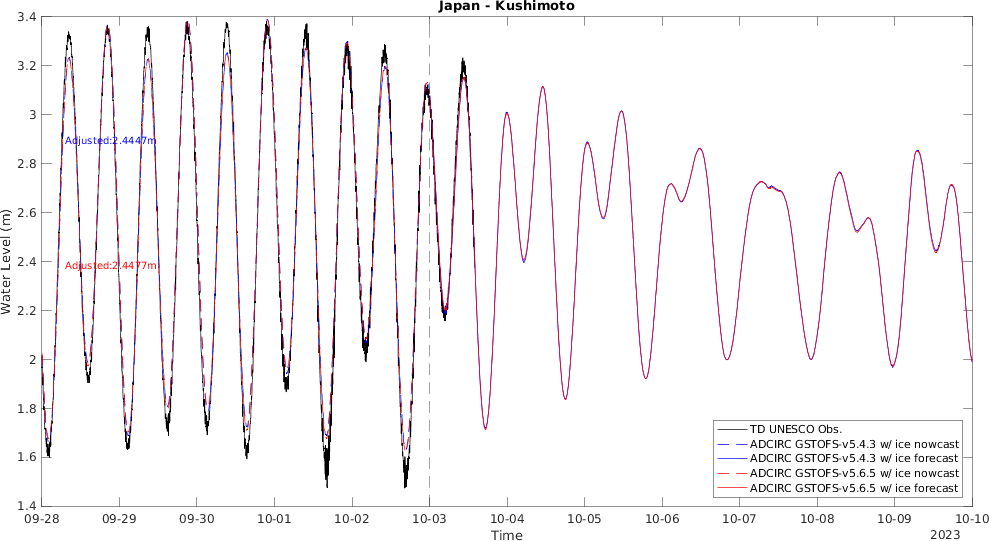 Japan - Kushimoto
3.4
3.2
3
2.8
2.6
2.4
2.2
2
1.8
1.6
1.4
Water Level (m)
Adjusted:2.4447m
Adjusted:2.4477m
TD UNESCO Obs.
ADCIRC GSTOFS-v5.4.3 w/ ice nowcast
ADCIRC GSTOFS-v5.4.3 w/ ice forecast
ADCIRC GSTOFS-v5.6.5 w/ ice nowcast
ADCIRC GSTOFS-v5.6.5 w/ ice forecast
09-28 09-29 09-30 10-01 10-02 10-03 10-04 10-05 10-06 10-07 10-08 10-09 10-10
Time
2023